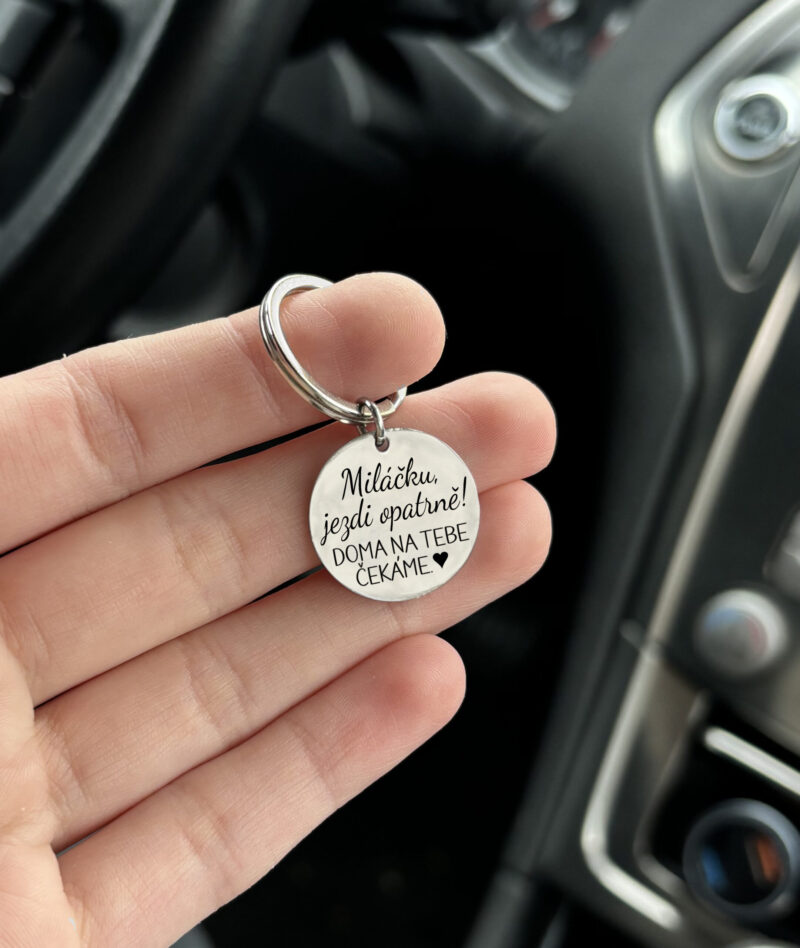 Miláčku,
jezdi opatrně!
DOMA NA TEBE
ČEKÁME.♥